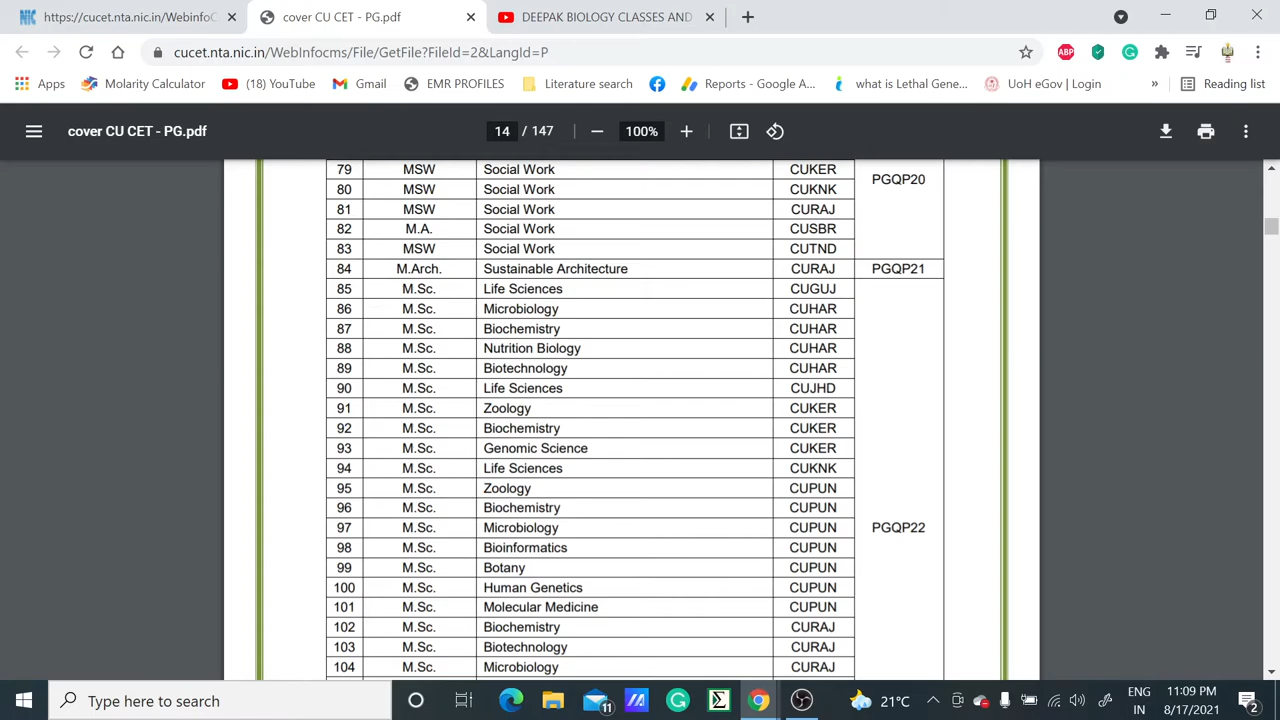 https://cucet.nta.nic.in/WebinfoC
cover CU CET - PG.pdf
DEEPAK BIOLOGY CLASSES AND
cucet.nta.nic.in/WebInfocms/File/GetFile?FileId=2&LangId=P
Apps
Molarity Calculator
(18) YouTube
Gmail
EMR PROFILES
Literature search
Reports - Google A...
what is Lethal Gene...
UoH eGov | Login
»
Reading list
cover CU CET - PG.pdf
14 / 147
100%
79 MSW Social Work CUKER
PGQP20
80 MSW Social Work CUKNK
81 MSW Social Work CURAJ
82 M.A. Social Work CUSBR
83 MSW Social Work CUTND
84 M.Arch. Sustainable Architecture CURAJ PGQP21
85 M.Sc. Life Sciences CUGUJ
86 M.Sc. Microbiology CUHAR
87 M.Sc. Biochemistry CUHAR
88 M.Sc. Nutrition Biology CUHAR
89 M.Sc. Biotechnology CUHAR
90 M.Sc. Life Sciences CUJHD
91 M.Sc. Zoology CUKER
92 M.Sc. Biochemistry CUKER
93 M.Sc. Genomic Science CUKER
94 M.Sc. Life Sciences CUKNK
95 M.Sc. Zoology CUPUN
96 M.Sc. Biochemistry CUPUN
97 M.Sc. Microbiology CUPUN PGQP22
98 M.Sc. Bioinformatics CUPUN
99 M.Sc. Botany CUPUN
100 M.Sc. Human Genetics CUPUN
101 M.Sc. Molecular Medicine CUPUN
102 M.Sc. Biochemistry CURAJ
103 M.Sc. Biotechnology CURAJ
104 M.Sc. Microbiology CURAJ
Type here to search
11
21°C
ENG
IN
11:09 PM
8/17/2021
2